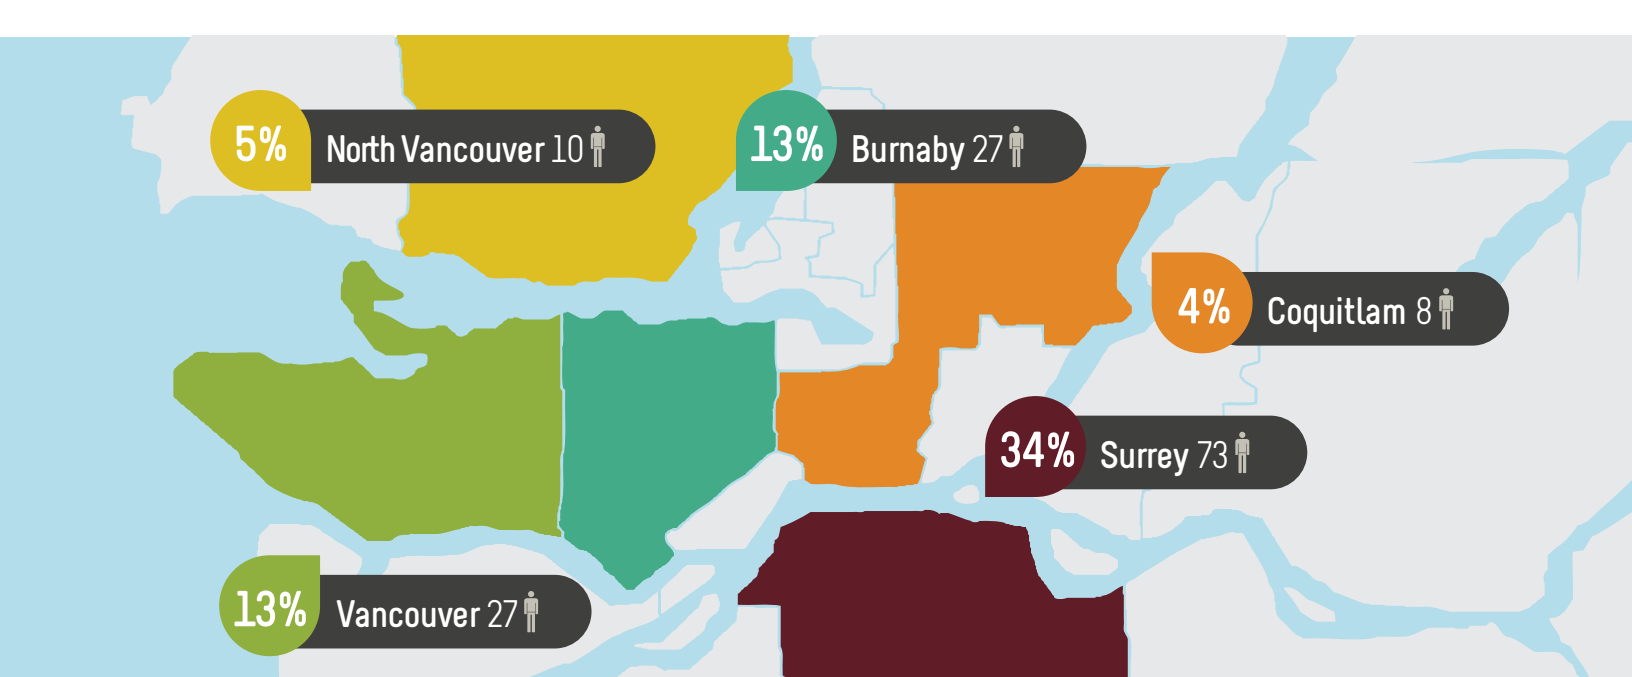 5% North Vancouver 10
13% Burnaby 27
4% Coquitlam 8
34% Surrey 73
13% Vancouver 27